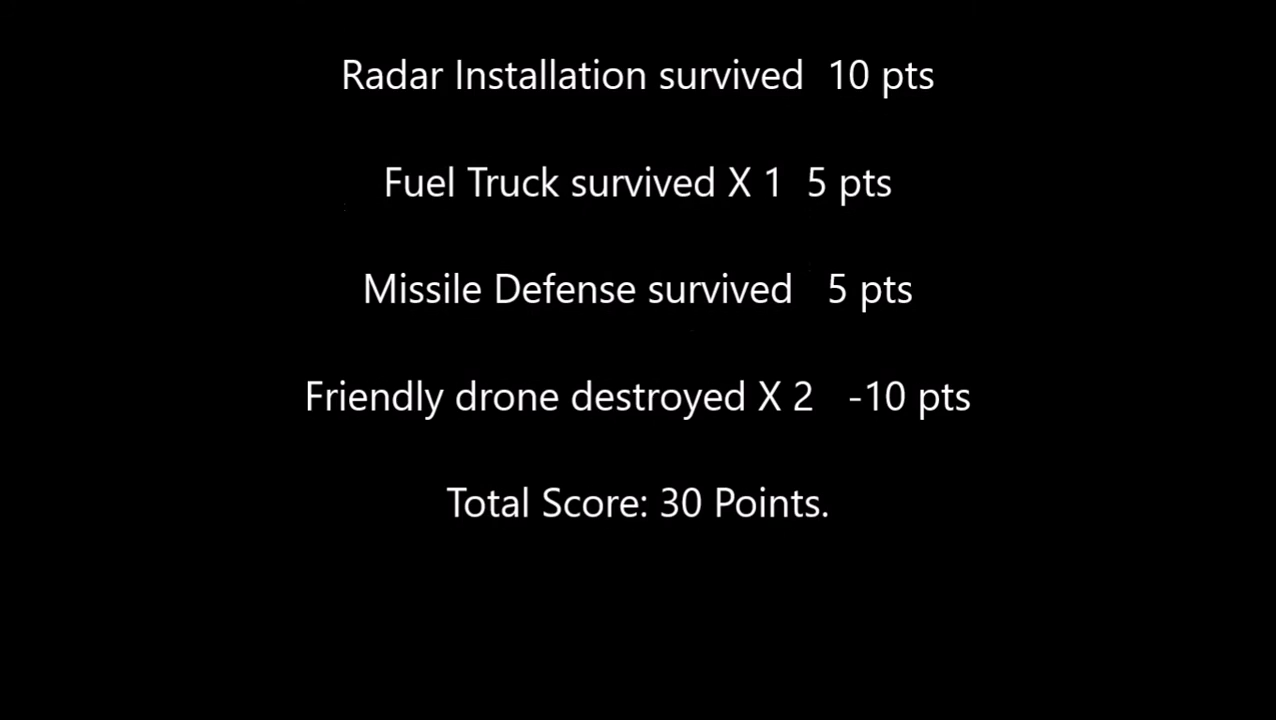 Radar Installation survived  10 pts
Fuel Truck survived X 1  5 pts
Missile Defense survived   5 pts
Friendly drone destroyed X 2   -10 pts
Total Score: 30 Points.